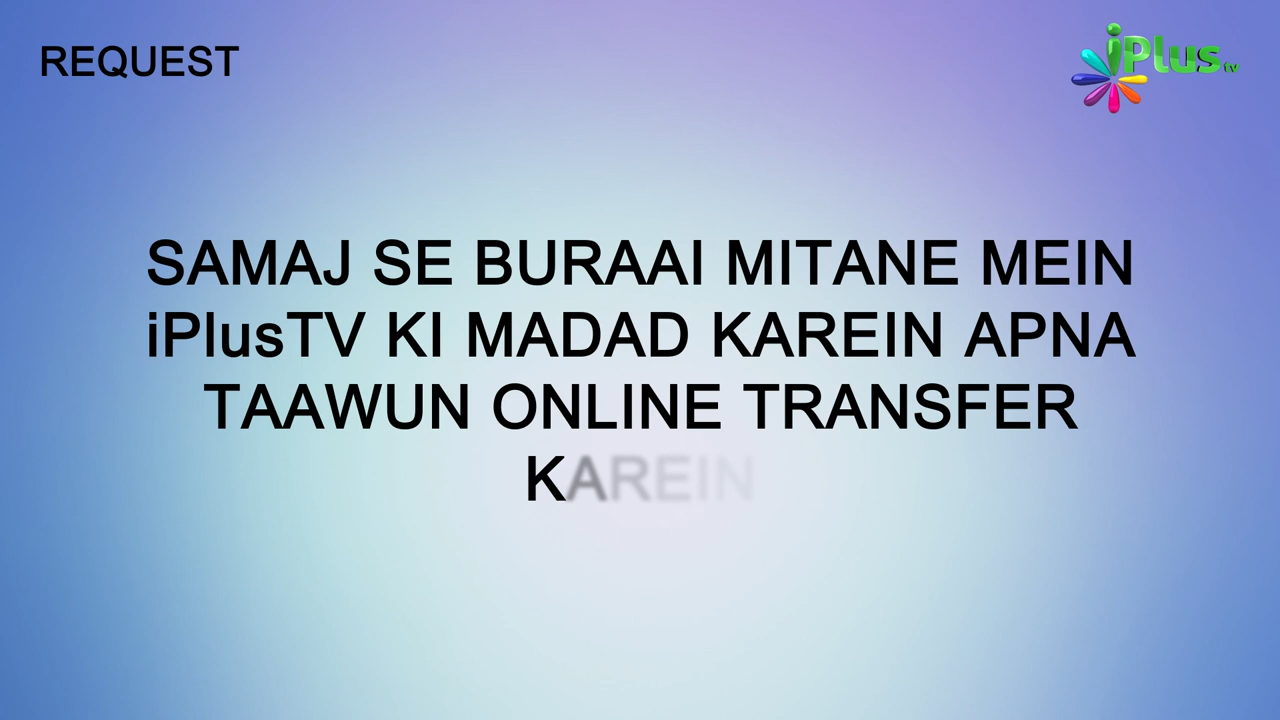 REQUEST
iPlus tv
SAMAJ SE BURAAI MITANE MEIN
iPlusTV KI MADAD KAREIN APNA
TAAWUN ONLINE TRANSFER
KAREIN